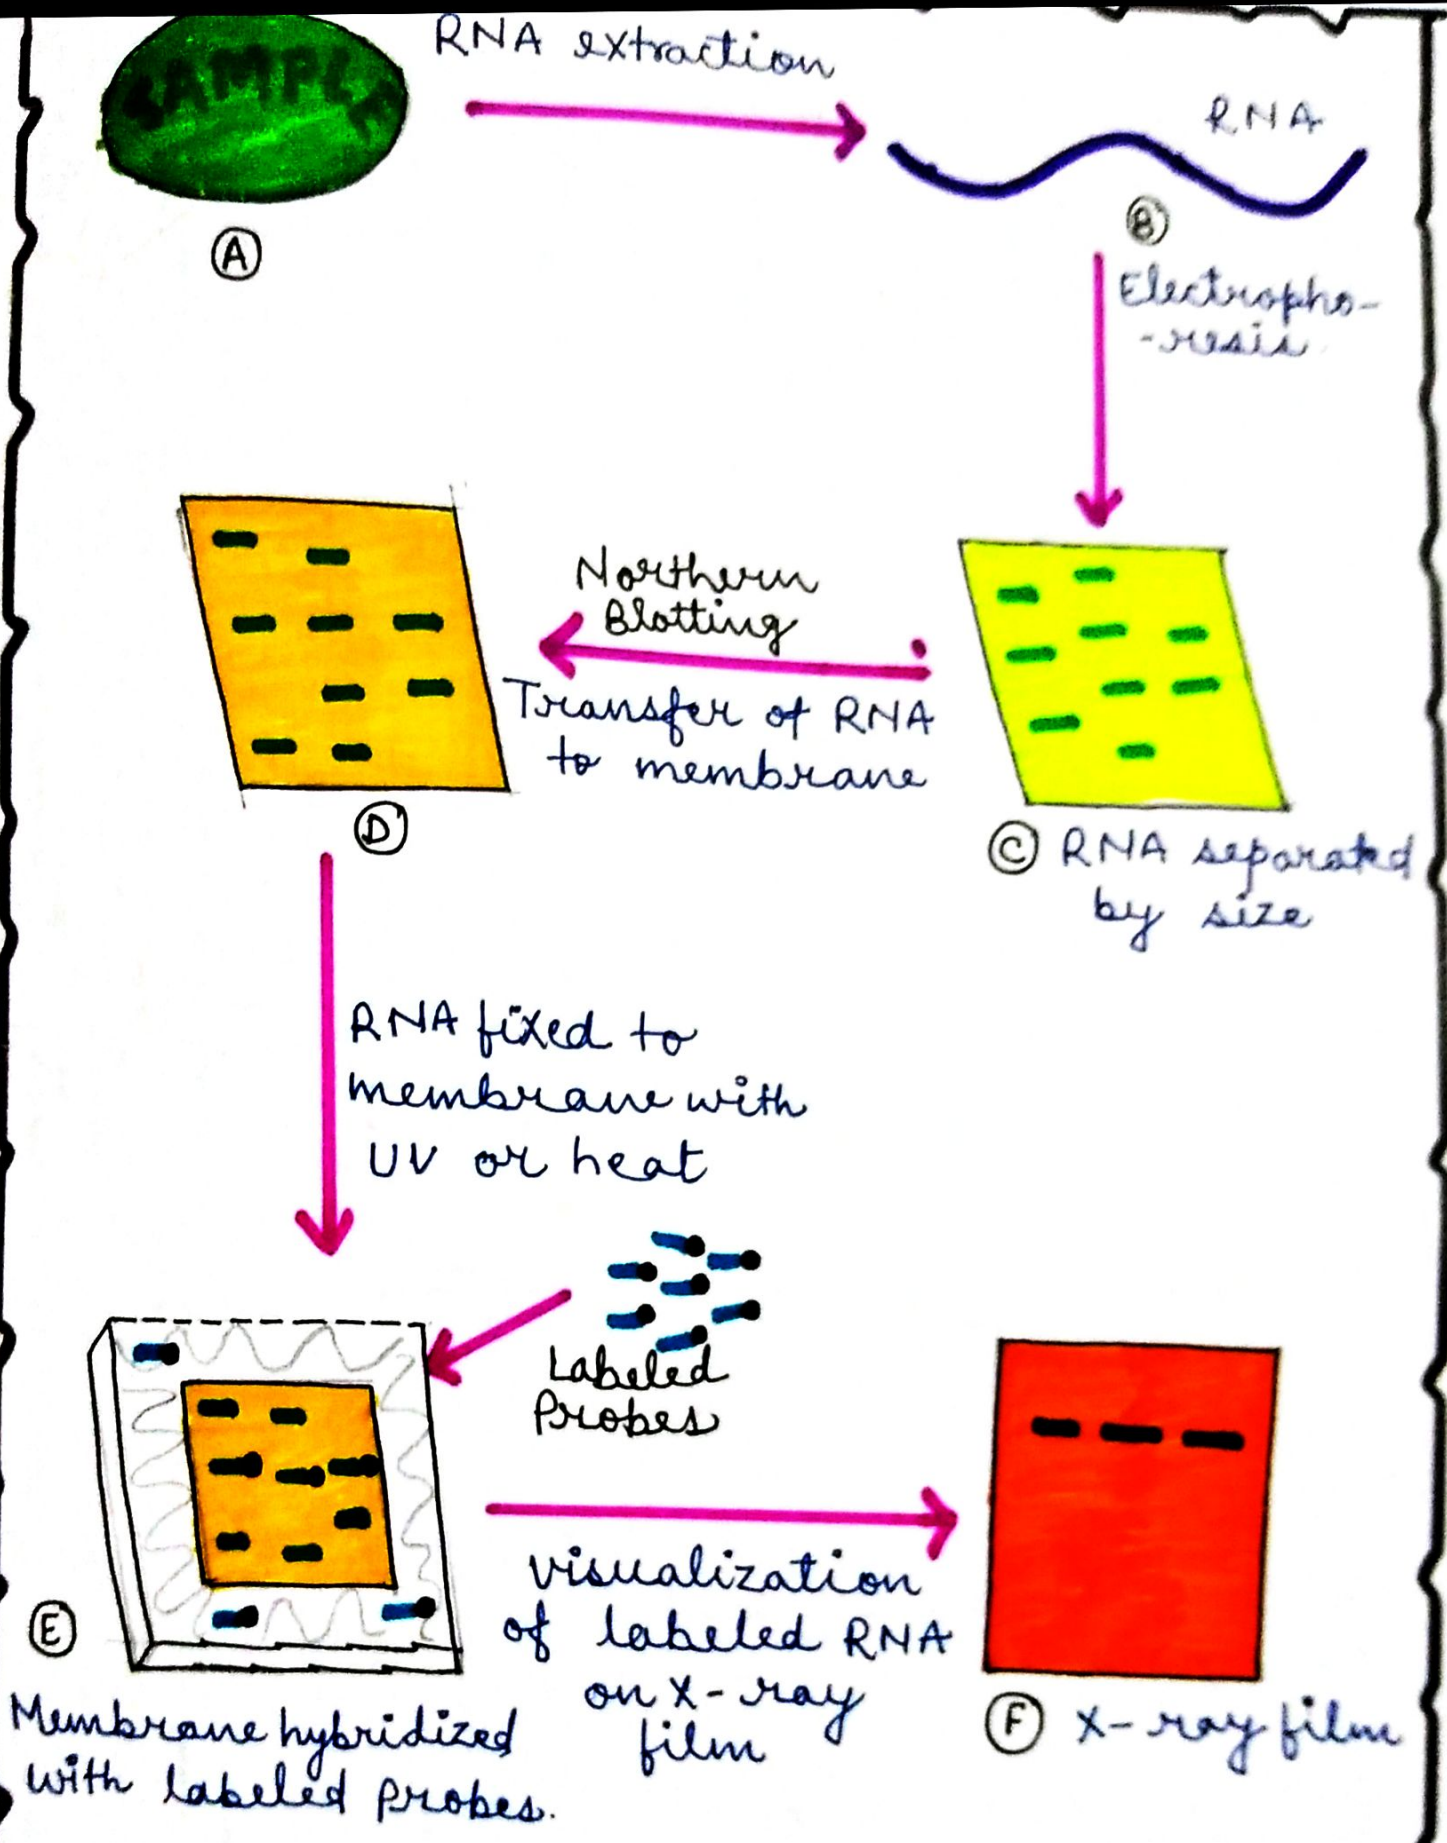 SAMPLE
RNA extraction
RNA
A
B
Electropho-
-resis
Northern
Blotting
Transfer of RNA
to membrane
D
C RNA separated
by size
RNA fixed to
membrane with
UV or heat
Labeled
Probes
visualization
of labeled RNA
on X-ray
film
E
Membrane hybridized
with labeled probes.
F X-ray film